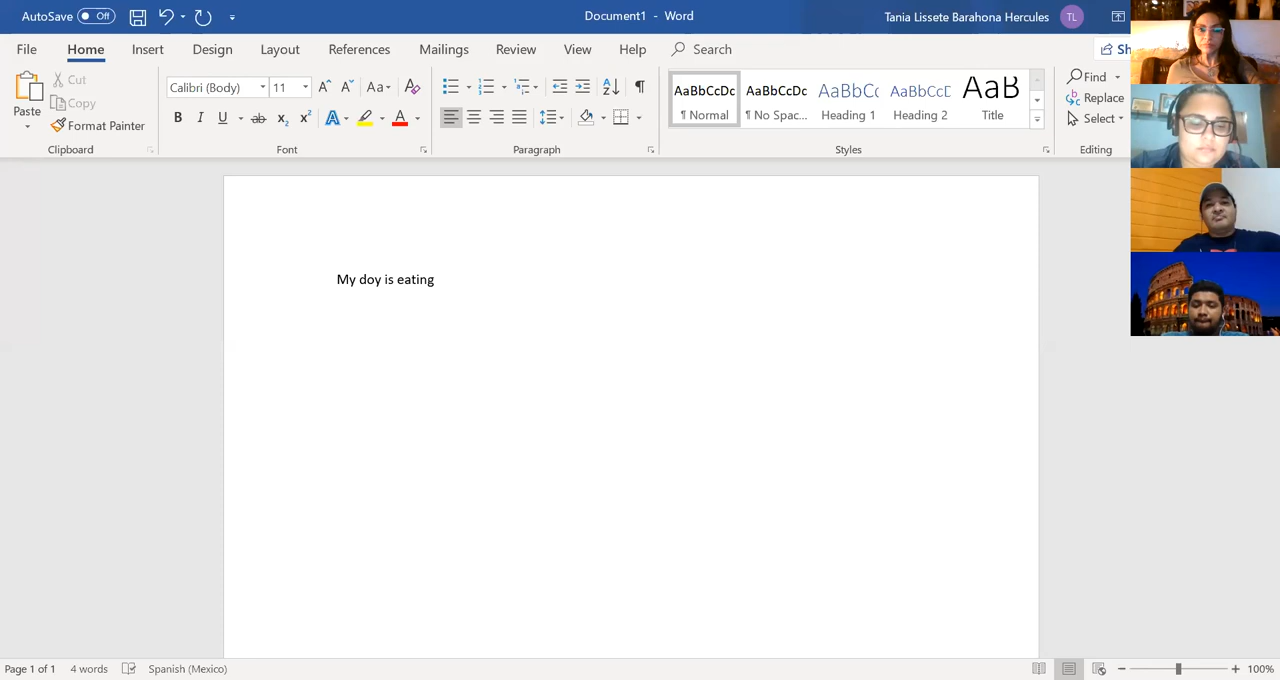 AutoSave Off Document1 - Word Tania Lissete Barahona Hercules TL
File Home Insert Design Layout References Mailings Review View Help Search Sh
Paste Cut Copy Format Painter
Clipboard
Calibri (Body) 11
Font
Paragraph
AaBbCcDc AaBbCcDc AaBbCc AaBbCcD AaB
¶ Normal ¶ No Spac... Heading 1 Heading 2 Title
Styles
Find
Replace
Select
Editing
My doy is eating
Page 1 of 1 4 words Spanish (Mexico) 100%